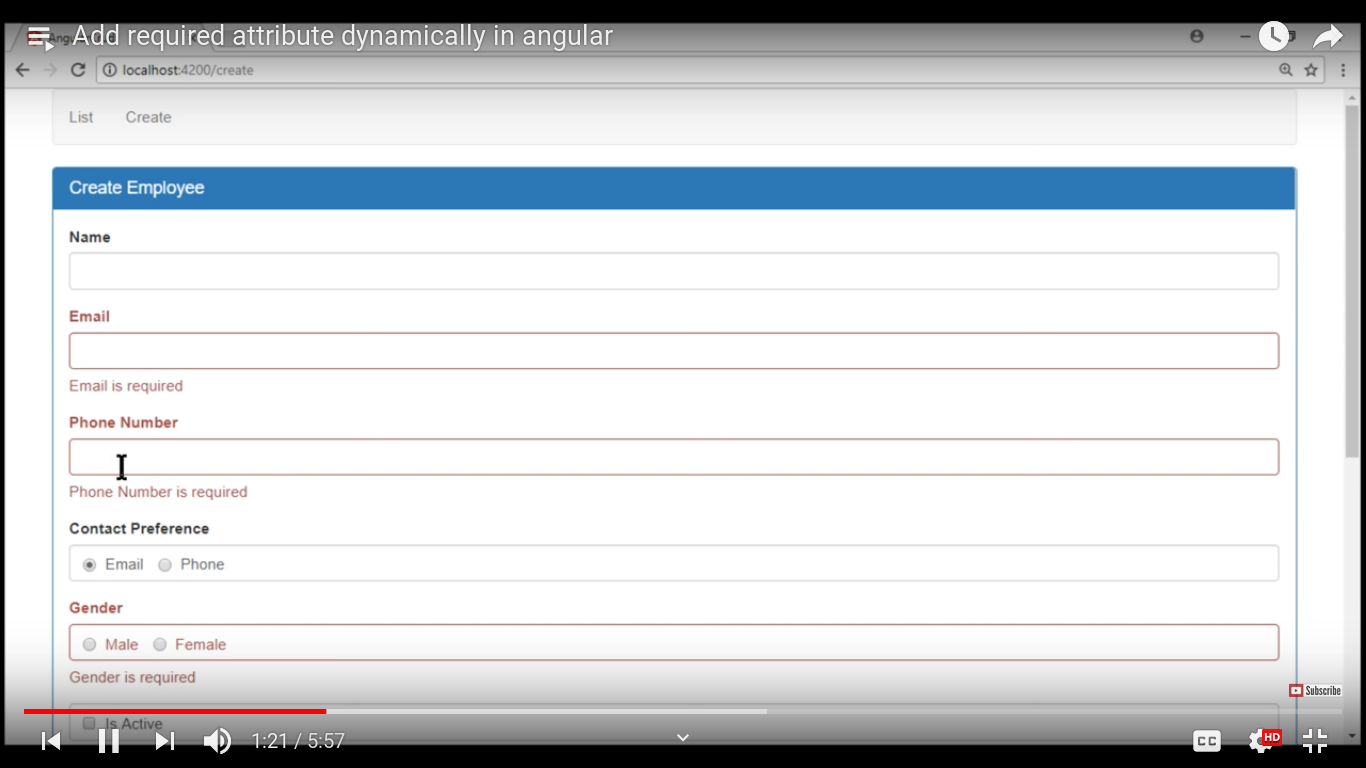 Add required attribute dynamically in angular
localhost:4200/create
List Create
Create Employee
Name
Email
Email is required
Phone Number
Phone Number is required
Contact Preference
Email Phone
Gender
Male Female
Gender is required
Subscribe
Is Active
1:21 / 5:57
CC
HD